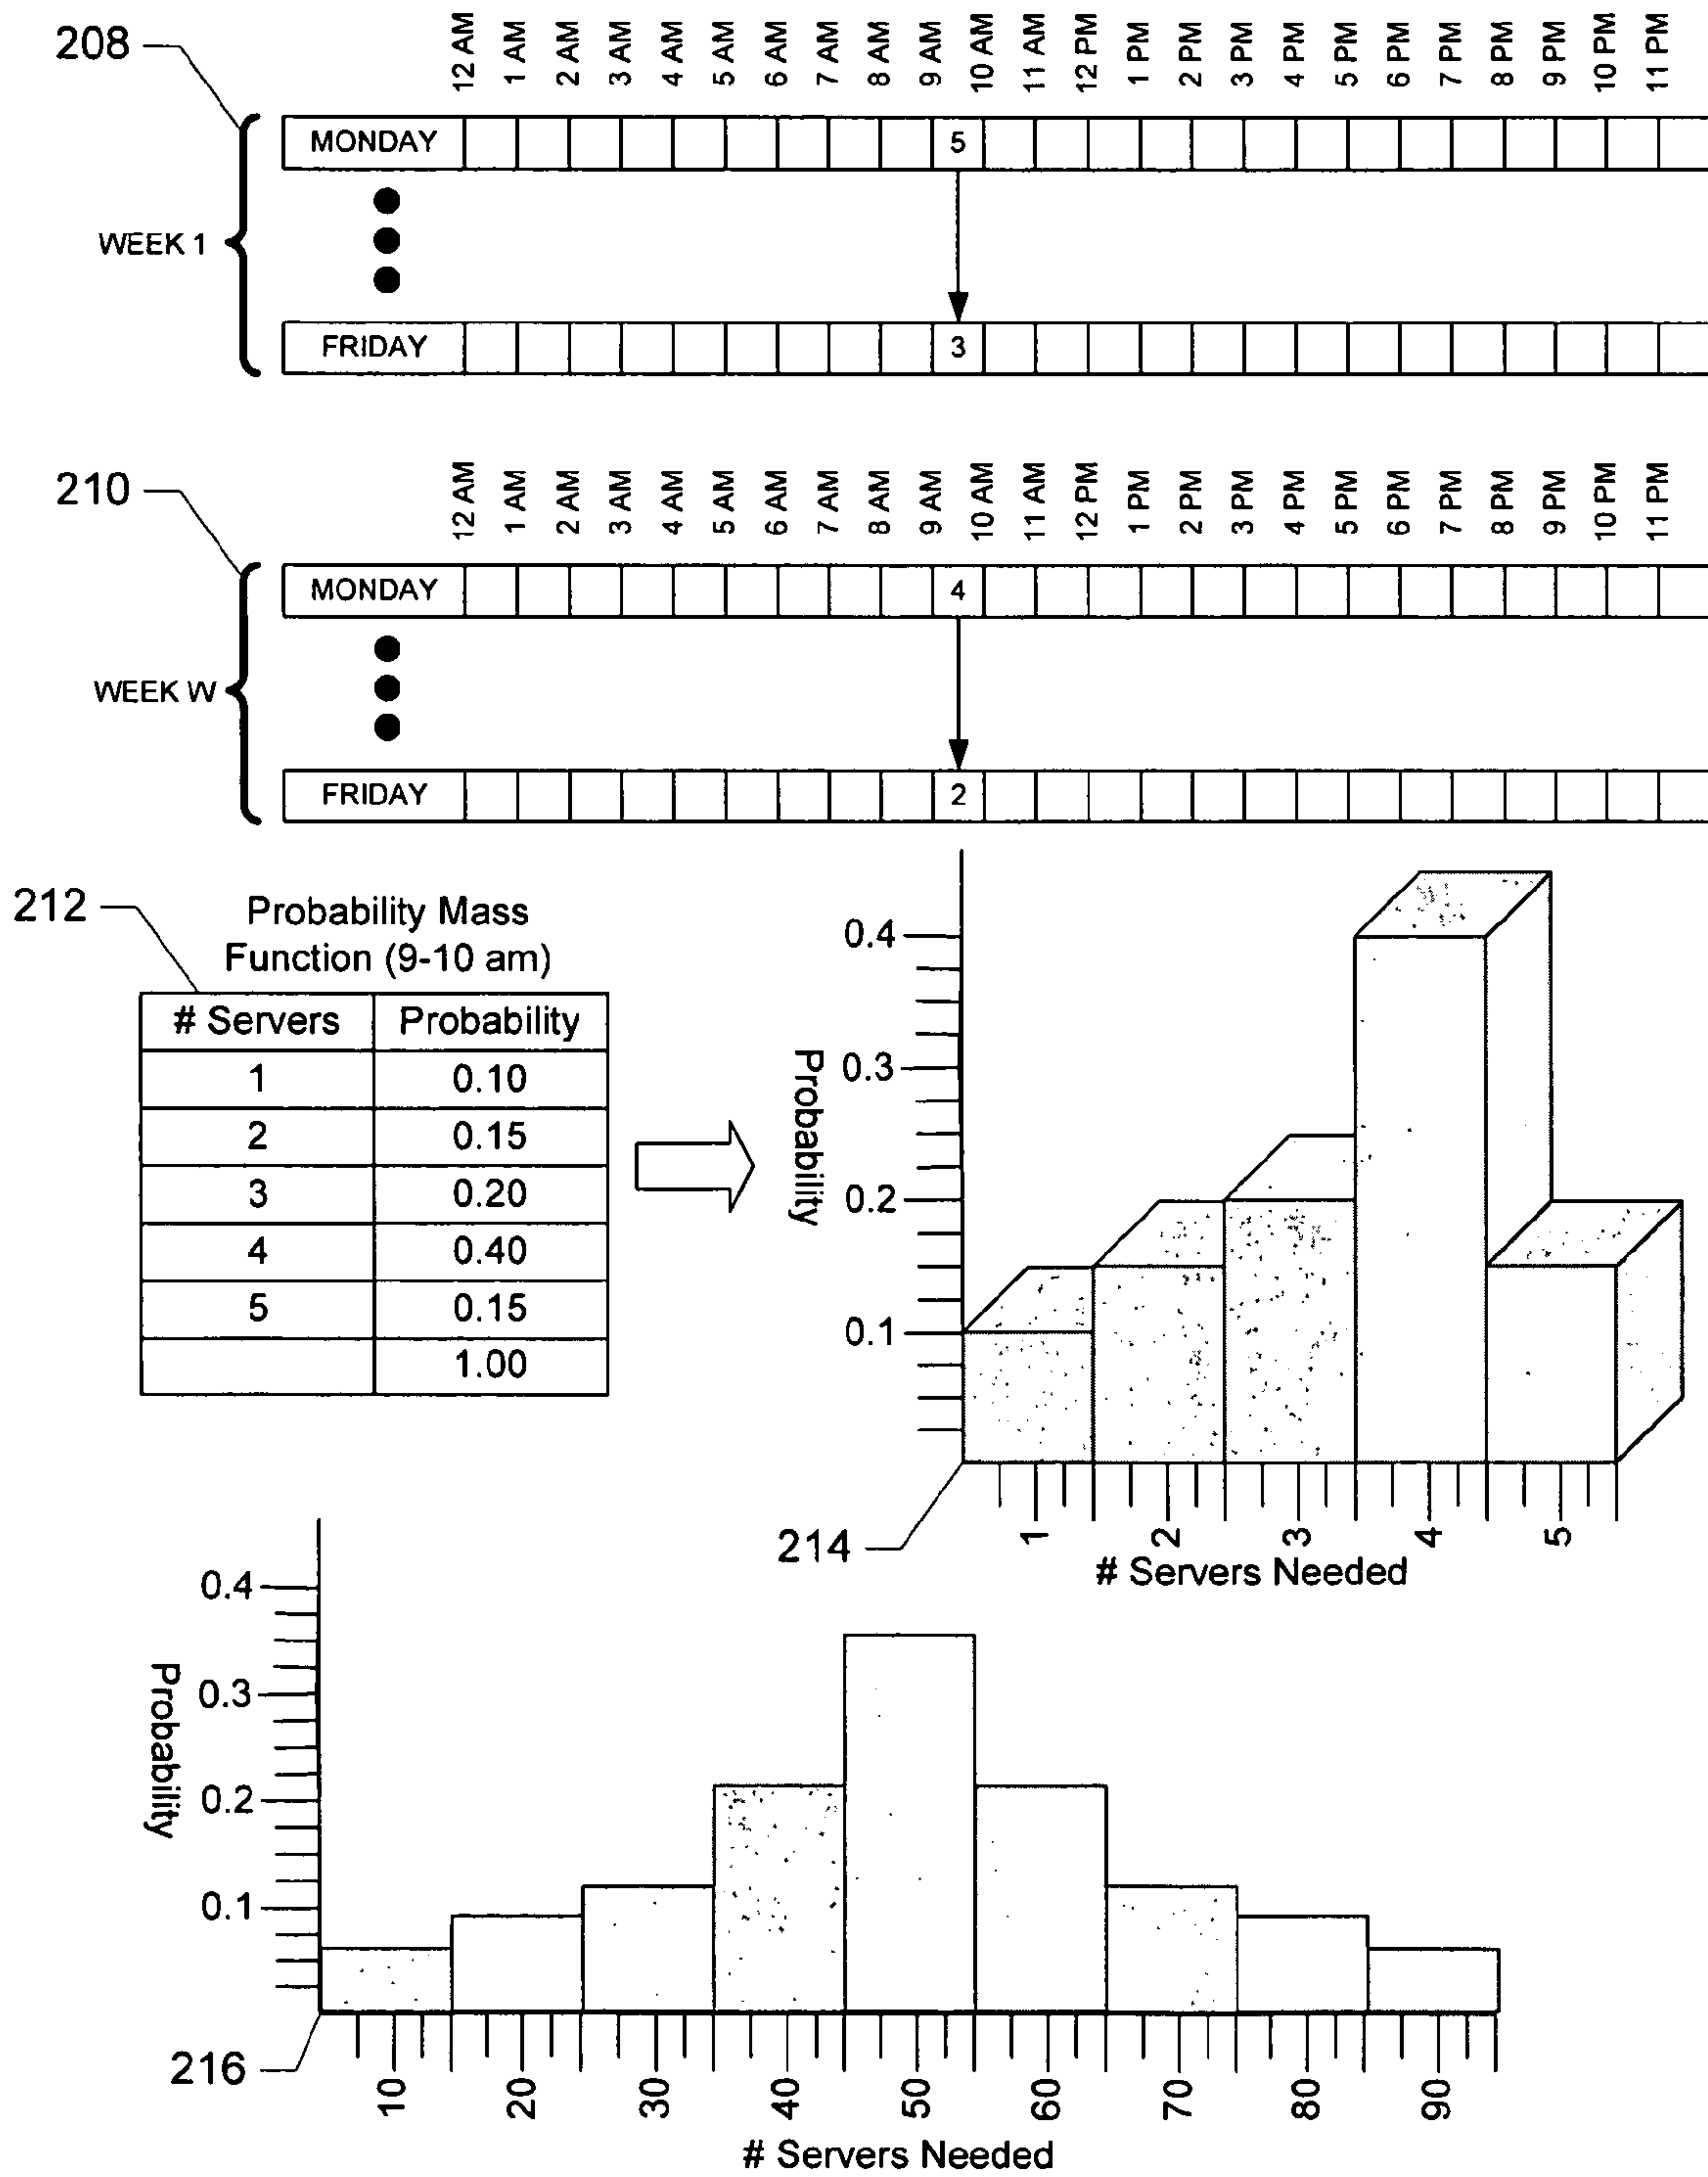 208
12 AM 1 AM 2 AM 3 AM 4 AM 5 AM 6 AM 7 AM 8 AM 9 AM 10 AM 11 AM 12 PM 1 PM 2 PM 3 PM 4 PM 5 PM 6 PM 7 PM 8 PM 9 PM 10 PM 11 PM
MONDAY 5
WEEK 1
FRIDAY 3
210
12 AM 1 AM 2 AM 3 AM 4 AM 5 AM 6 AM 7 AM 8 AM 9 AM 10 AM 11 AM 12 PM 1 PM 2 PM 3 PM 4 PM 5 PM 6 PM 7 PM 8 PM 9 PM 10 PM 11 PM
MONDAY 4
WEEK W
FRIDAY 2
212
Probability Mass
Function (9-10 am)
# Servers Probability
1 0.10
2 0.15
3 0.20
4 0.40
5 0.15
1.00
Probability
0.4
0.3
0.2
0.1
214
1 2 3 4 5
# Servers Needed
Probability
0.4
0.3
0.2
0.1
216
10 20 30 40 50 60 70 80 90
# Servers Needed